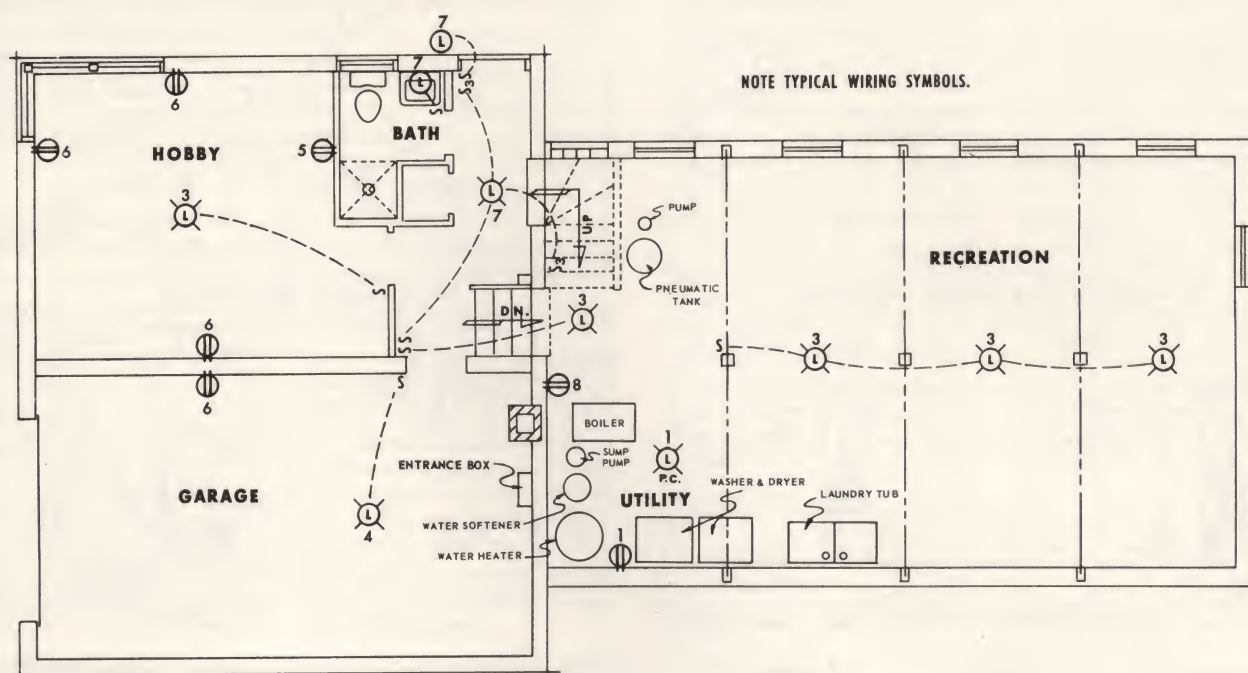 NOTE TYPICAL WIRING SYMBOLS.
7
L
7
L
S
S3
6
6
HOBBY
5
BATH
3
L
L
7
UP
S3
PUMP
PNEUMATIC
TANK
RECREATION
S
DN.
3
L
6
S
S
S
6
S
8
S
3
L
3
L
3
L
BOILER
SUMP
PUMP
1
L
P.C.
ENTRANCE BOX
GARAGE
L
4
UTILITY
WASHER & DRYER
LAUNDRY TUB
WATER SOFTENER
WATER HEATER
1